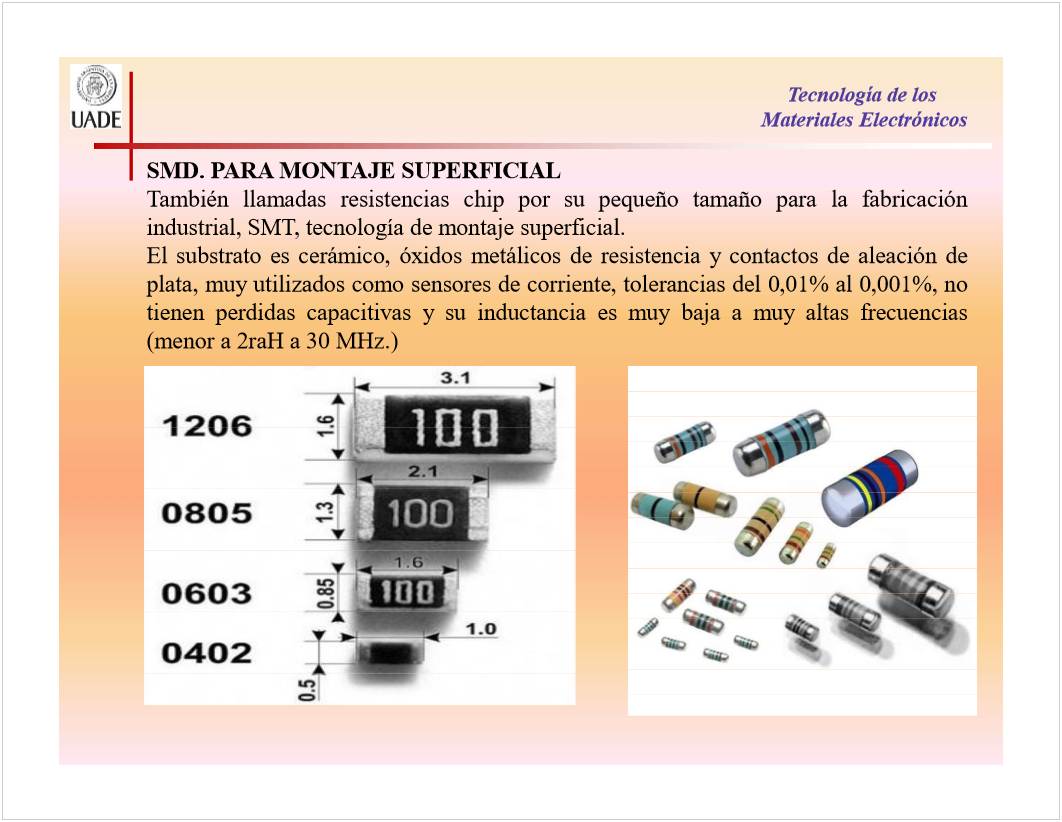 UADE
Tecnología de los
Materiales Electrónicos
SMD. PARA MONTAJE SUPERFICIAL
También llamadas resistencias chip por su pequeño tamaño para la fabricación
industrial, SMT, tecnología de montaje superficial.
El substrato es cerámico, óxidos metálicos de resistencia y contactos de aleación de
plata, muy utilizados como sensores de corriente, tolerancias del 0,01% al 0,001%, no
tienen perdidas capacitivas y su inductancia es muy baja a muy altas frecuencias
(menor a 2raH a 30 MHz.)
3.1
1206
1.6
100
2.1
0805
1.3
100
1.6
0603
0.85
100
1.0
0402
0.5